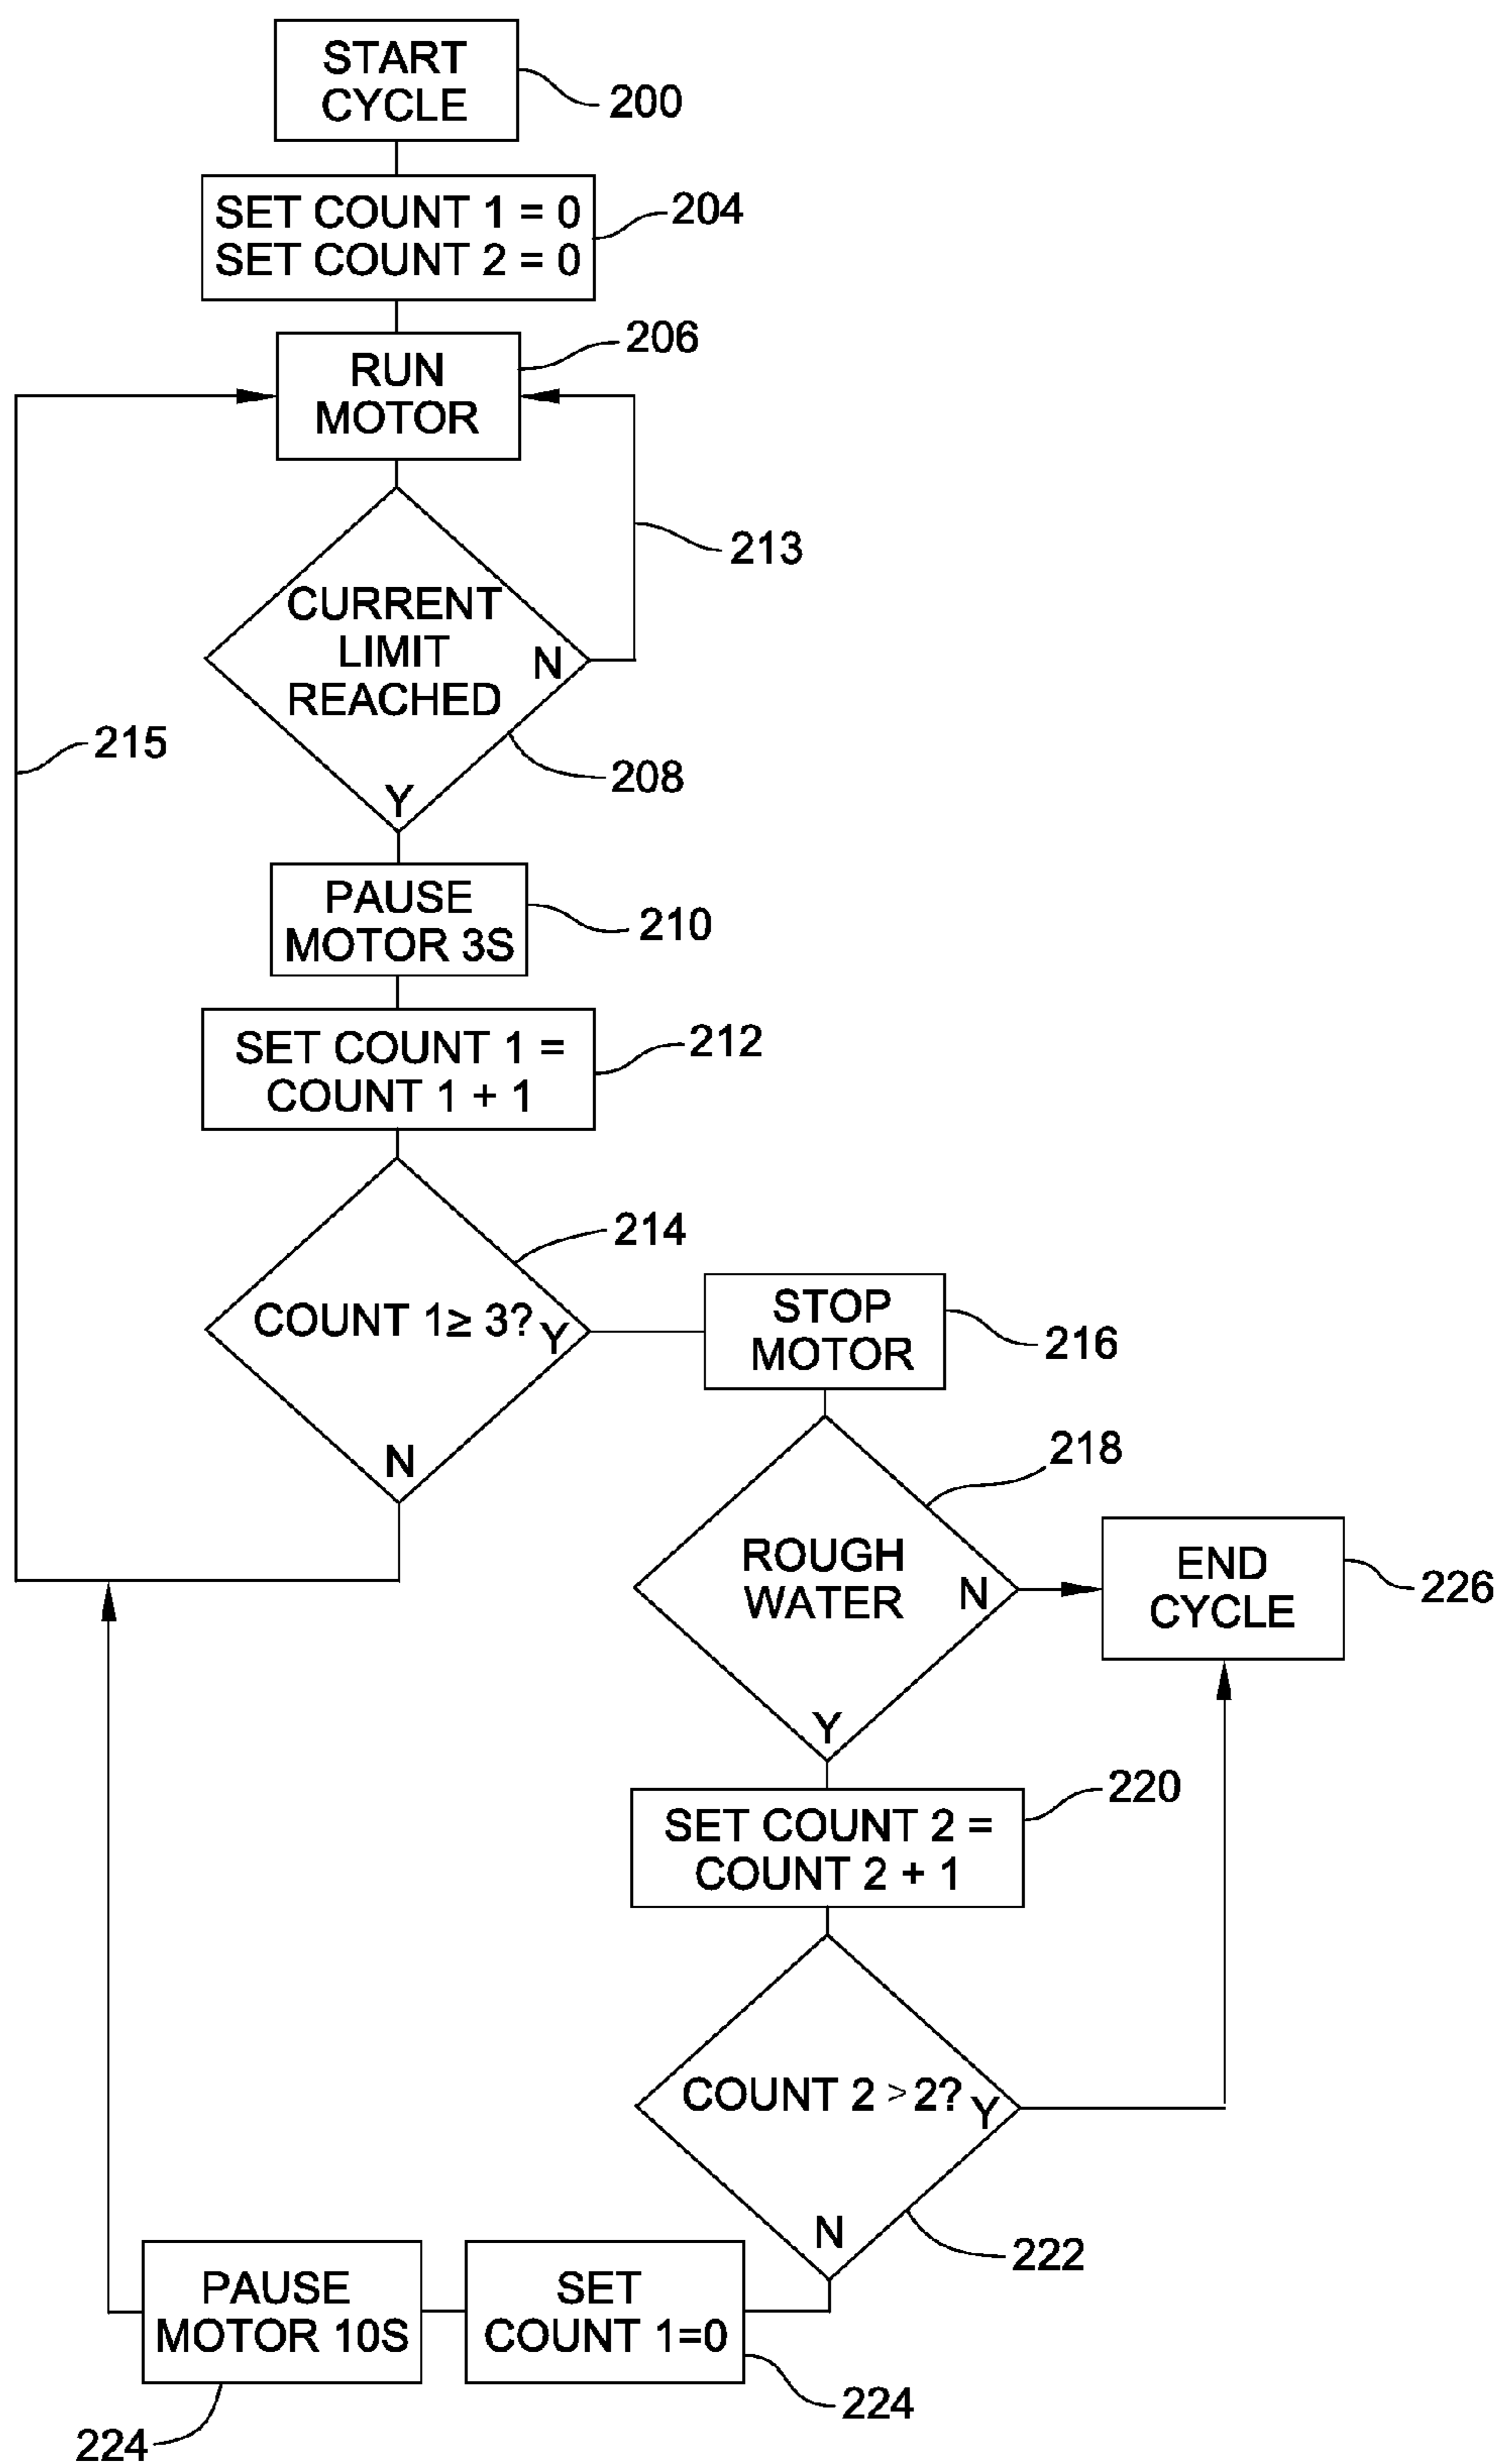 START
CYCLE
200
SET COUNT 1 = 0
SET COUNT 2 = 0
204
RUN
MOTOR
206
CURRENT
LIMIT
REACHED
N
Y
213
215
208
PAUSE
MOTOR 3S
210
SET COUNT 1 =
COUNT 1 + 1
212
214
COUNT 1≥ 3?
Y
N
STOP
MOTOR
216
218
ROUGH
WATER
N
Y
END
CYCLE
226
220
SET COUNT 2 =
COUNT 2 + 1
COUNT 2 >2?
Y
N
222
PAUSE
MOTOR 10S
SET
COUNT 1=0
224
224